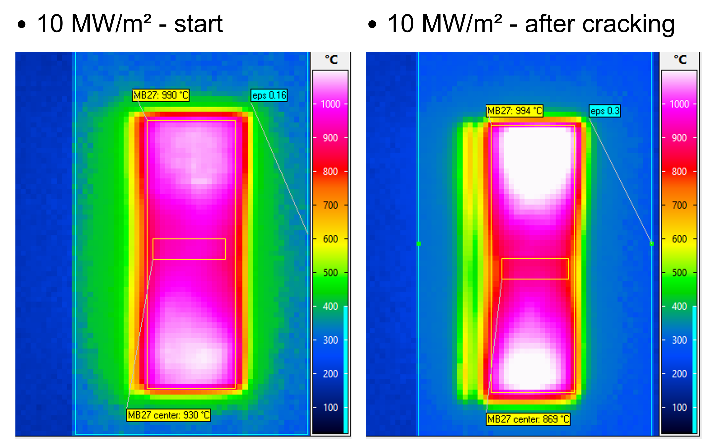 • 10 MW/m² - start
• 10 MW/m² - after cracking
°C
MB27: 990 °C
eps 0.16
1000
900
800
700
600
500
400
300
200
100
MB27 center: 930 °C
°C
MB27: 994 °C
eps 0.3
1000
900
800
700
600
500
400
300
200
100
MB27 center: 869 °C